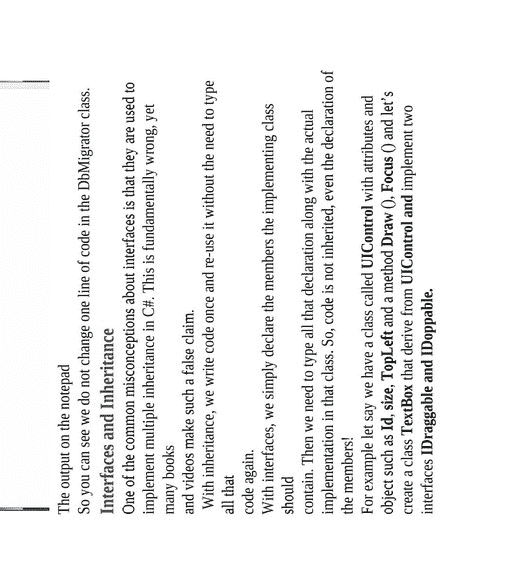 The output on the notepad
So you can see we do not change one line of code in the DbMigrator class.
Interfaces and Inheritance
One of the common misconceptions about interfaces is that they are used to
implement multiple inheritance in C#. This is fundamentally wrong, yet
many books
and videos make such a false claim.
With inheritance, we write code once and re-use it without the need to type
all that
code again.
With interfaces, we simply declare the members the implementing class
should
contain. Then we need to type all that declaration along with the actual
implementation in that class. So, code is not inherited, even the declaration of
the members!
For example let say we have a class called UIControl with attributes and
object such as Id, size, TopLeft and a method Draw (), Focus () and let's
create a class TextBox that derive from UIControl and implement two
interfaces IDraggable and IDoppable.